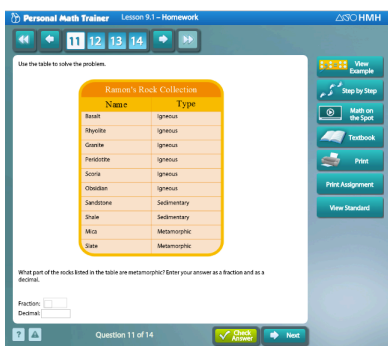 Personal Math Trainer Lesson 9.1 – Homework HMH
11 12 13 14
Use the table to solve the problem.
Ramon's Rock Collection
Name Type
Basalt Igneous
Rhyolite Igneous
Granite Igneous
Peridotite Igneous
Scoria Igneous
Obsidian Igneous
Sandstone Sedimentary
Shale Sedimentary
Mica Metamorphic
Slate Metamorphic
What part of the rocks listed in the table are metamorphic? Enter your answer as a fraction and as a
decimal.
Fraction:
Decimal:
View
Example
Step by Step
Math on
the Spot
Textbook
Print
Print Assignment
View Standard
? Question 11 of 14 Check
Answer Next